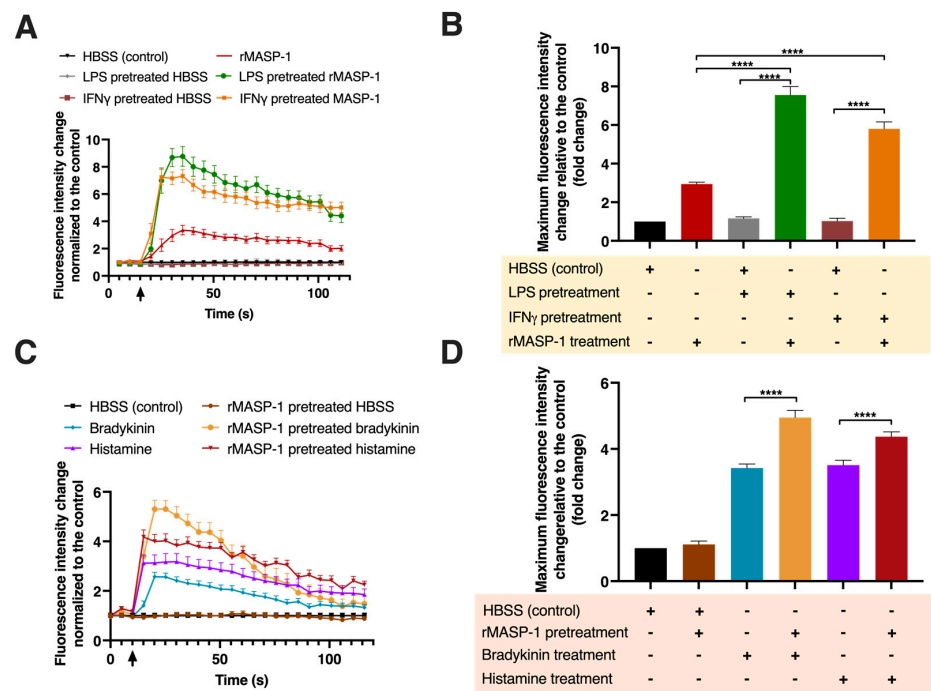 A
HBSS (control)
rMASP-1
LPS pretreated HBSS
LPS pretreated rMASP-1
IFNγ pretreated HBSS
IFNγ pretreated MASP-1
Fluorescence intensity change
normalized to the control
10
8
6
4
2
0
0
50
100
Time (s)
B
Maximum fluorescence intensity
change relative to the control
(fold change)
10
8
6
4
2
0
****
****
****
****
HBSS (control) + - + - + -
LPS pretreatment - - + + - -
IFNγ pretreatment - - - - + +
rMASP-1 treatment - + - + - +
C
HBSS (control)
rMASP-1 pretreated HBSS
Bradykinin
rMASP-1 pretreated bradykinin
Histamine
rMASP-1 pretreated histamine
Fluorescence intensity change
normalized to the control
6
4
2
0
0
50
100
Time (s)
D
Maximum fluorescence intensity
changerelative to the control
(fold change)
6
4
2
0
****
****
HBSS (control) + + - - - -
rMASP-1 pretreatment - + - + - +
Bradykinin treatment - - + + - -
Histamine treatment - - - - + +